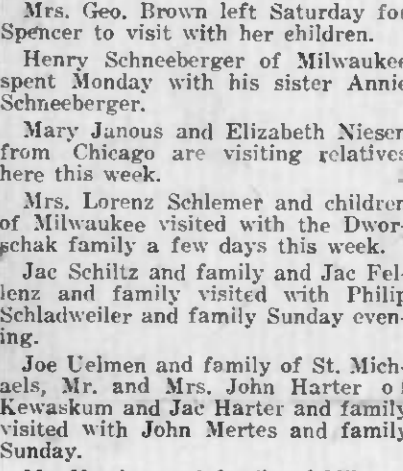 Mrs. Geo. Brown left Saturday for
Spencer to visit with her ehildren.
Henry Schneeberger of Milwaukee
spent Monday with his sister Annie
Schneeberger.
Mary Janous and Elizabeth Niesen
from Chicago are visiting relatives
here this week.
Mrs. Lorenz Schlemer and children
of Milwaukee visited with the Dwor-
schak family a few days this week.
Jac Schiltz and family and Jac Fel-
lenz and family visited with Philip
Schladweiler and family Sunday even-
ing.
Joe Uelmen and family of St. Mich-
aels, Mr. and Mrs. John Harter of
Kewaskum and Jac Harter and family
visited with John Mertes and family
Sunday.